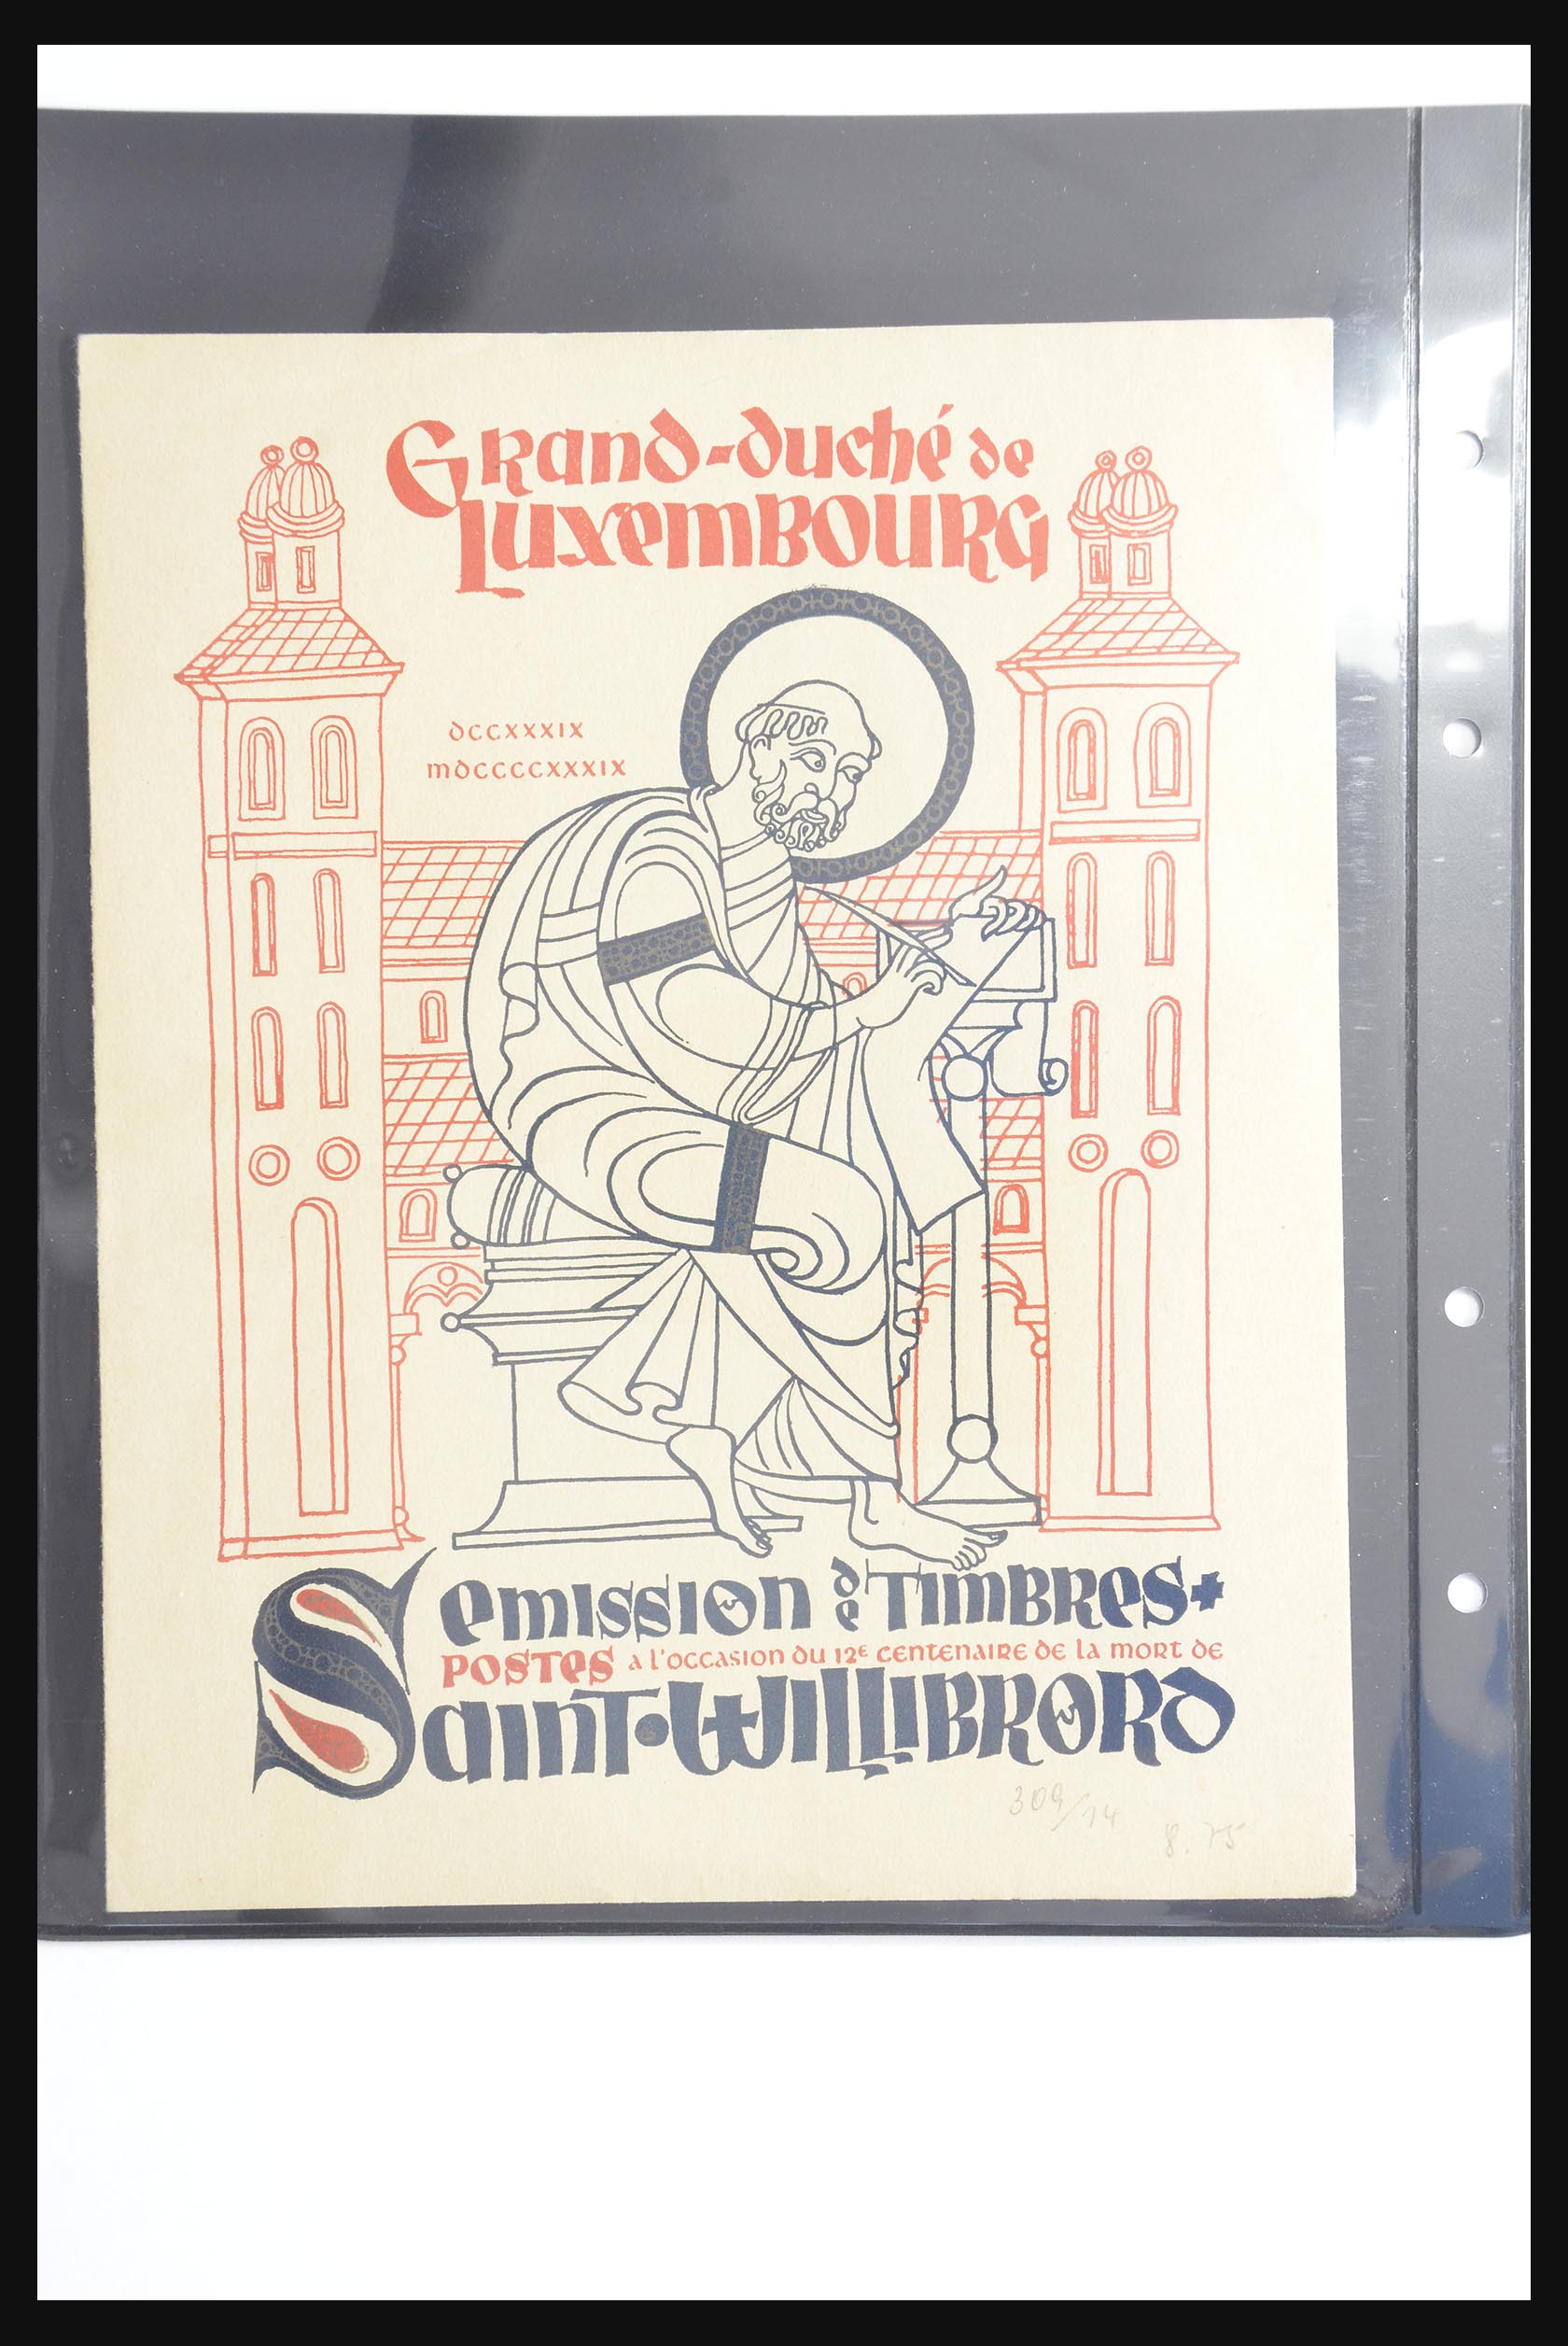 Grand-duché de
Luxembourg
DCCXXXIX
MDCCCCXXXIX
emission de Timbres-
postes a l'occasion du 12e centenaire de la mort de
Saint-Willibrord
309/14
8.75